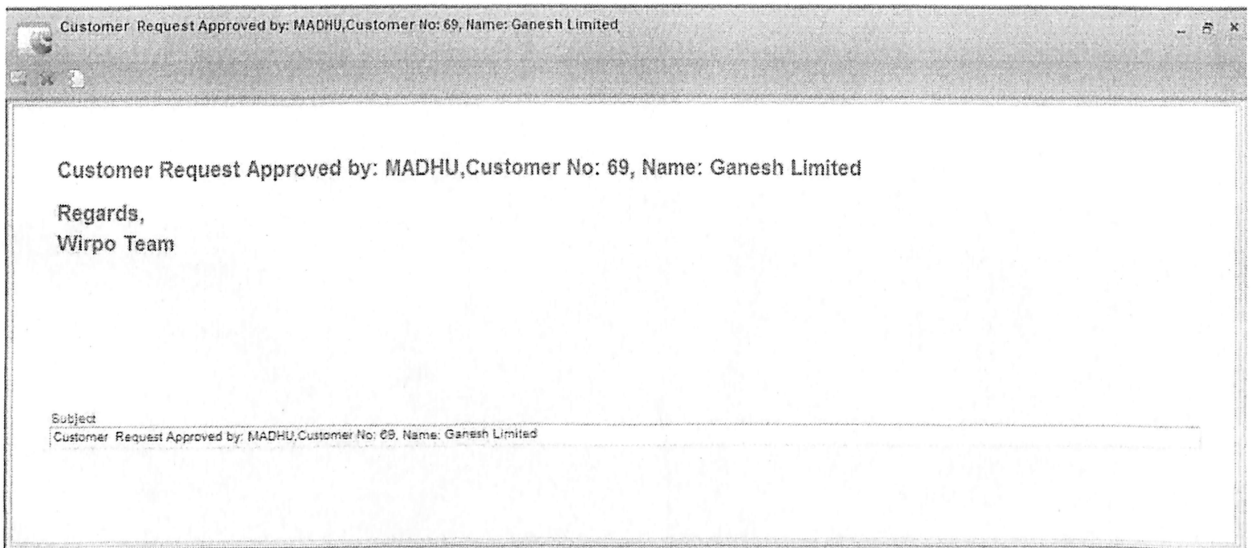 Customer Request Approved by: MADHU,Customer No: 69, Name: Ganesh Limited
Customer Request Approved by: MADHU,Customer No: 69, Name: Ganesh Limited
Regards,
Wirpo Team
Subject
Customer Request Approved by: MADHU,Customer No: 69, Name: Ganesh Limited